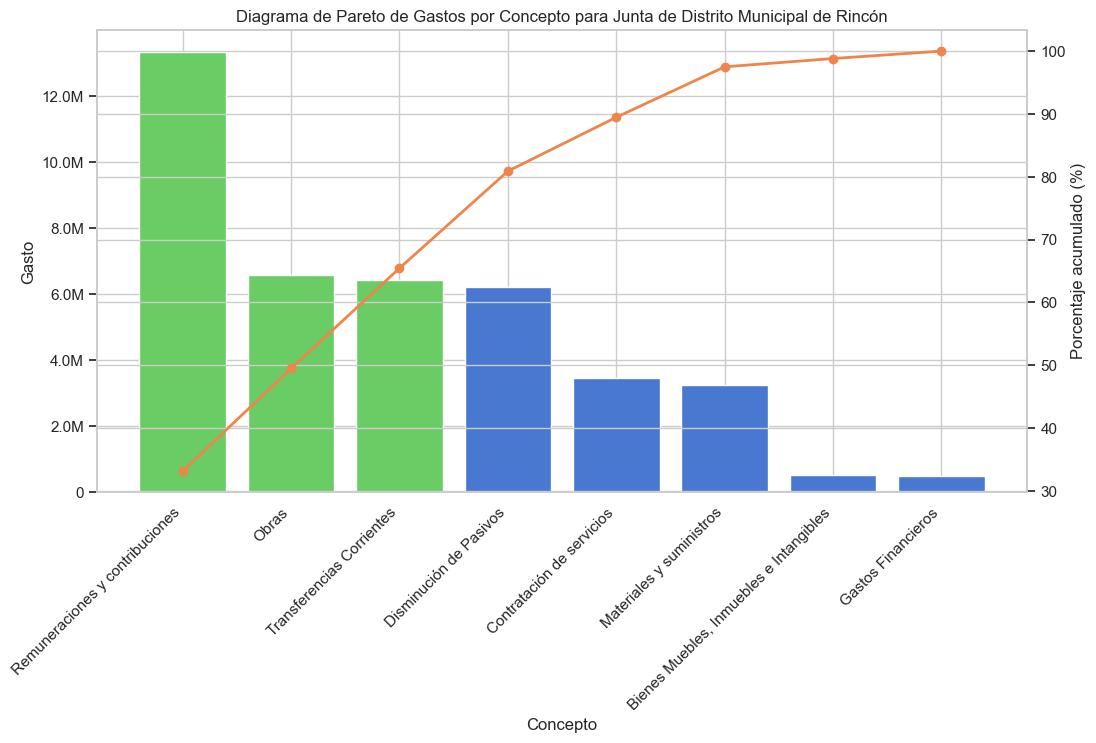 Diagrama de Pareto de Gastos por Concepto para Junta de Distrito Municipal de Rincón
Gasto
12.0M
10.0M
8.0M
6.0M
4.0M
2.0M
0
Porcentaje acumulado (%)
100
90
80
70
60
50
40
30
Remuneraciones y contribuciones
Obras
Transferencias Corrientes
Disminución de Pasivos
Contratación de servicios
Materiales y suministros
Bienes Muebles, Inmuebles e Intangibles
Gastos Financieros
Concepto